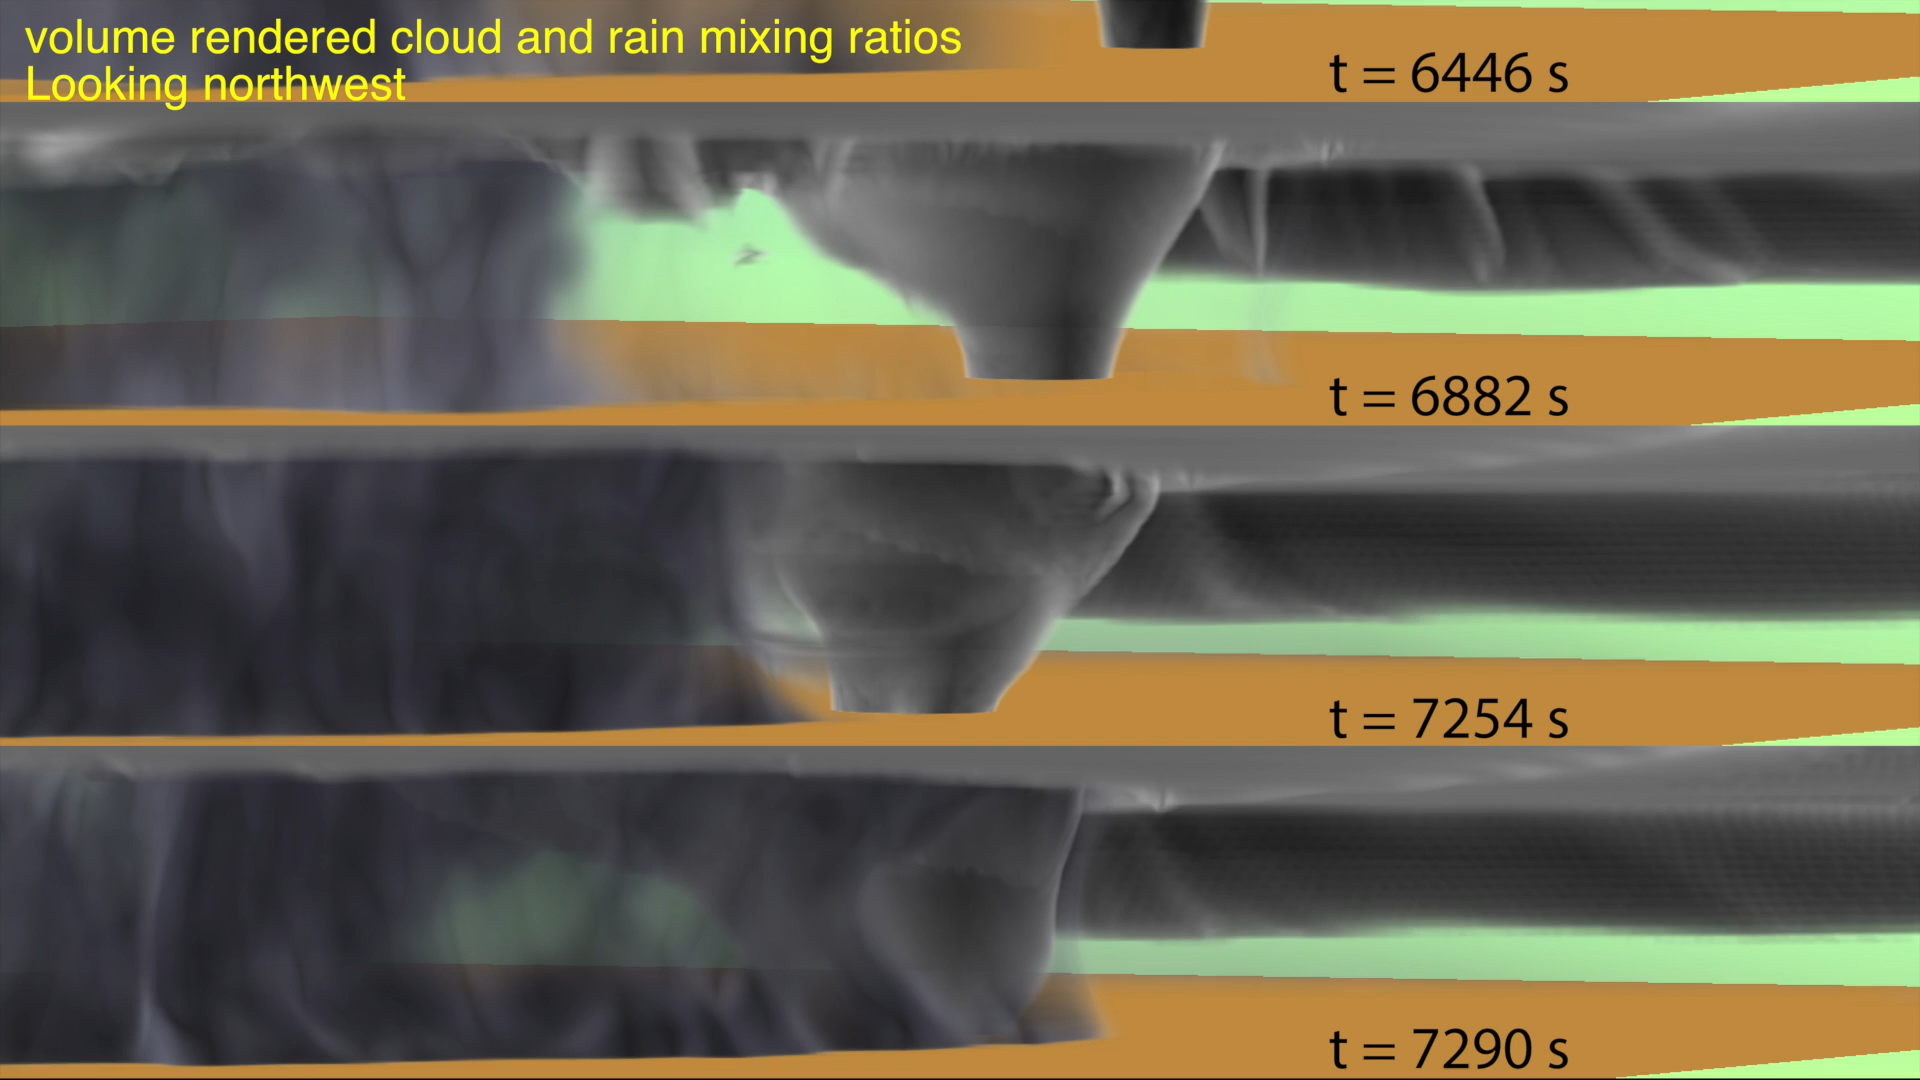 volume rendered cloud and rain mixing ratios
Looking northwest
t = 6446 s
t = 6882 s
t = 7254 s
t = 7290 s